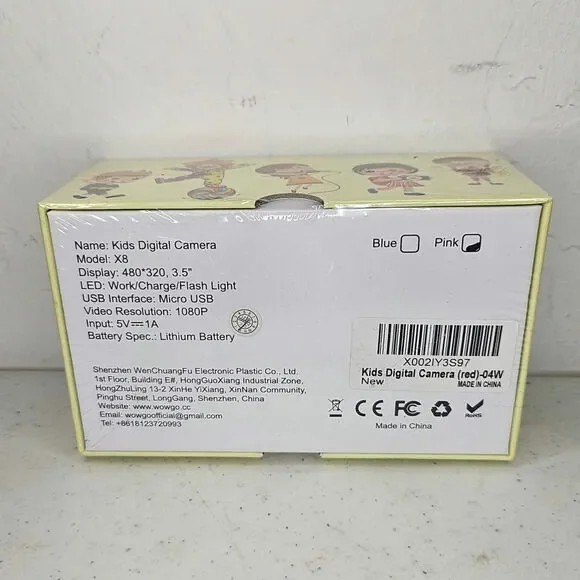 Name: Kids Digital Camera
Model: X8
Display: 480*320, 3.5"
LED: Work/Charge/Flash Light
USB Interface: Micro USB
Video Resolution: 1080P
Input: 5V⎓1A
Battery Spec.: Lithium Battery
Blue
Pink
Shenzhen WenChuangFu Electronic Plastic Co., Ltd.
1st Floor, Building E#, HongGuoXiang Industrial Zone,
HongZhuLing 13-2 XinHe YiXiang, XinNan Community,
Pinghu Street, LongGang, Shenzhen, China
Website: www.wowgo.cc
Email: wowgoofficial@gmail.com
Tel: +8618123720993
X002IY3S97
Kids Digital Camera (red)-04W
New
MADE IN CHINA
CE FC RoHS
Made in China